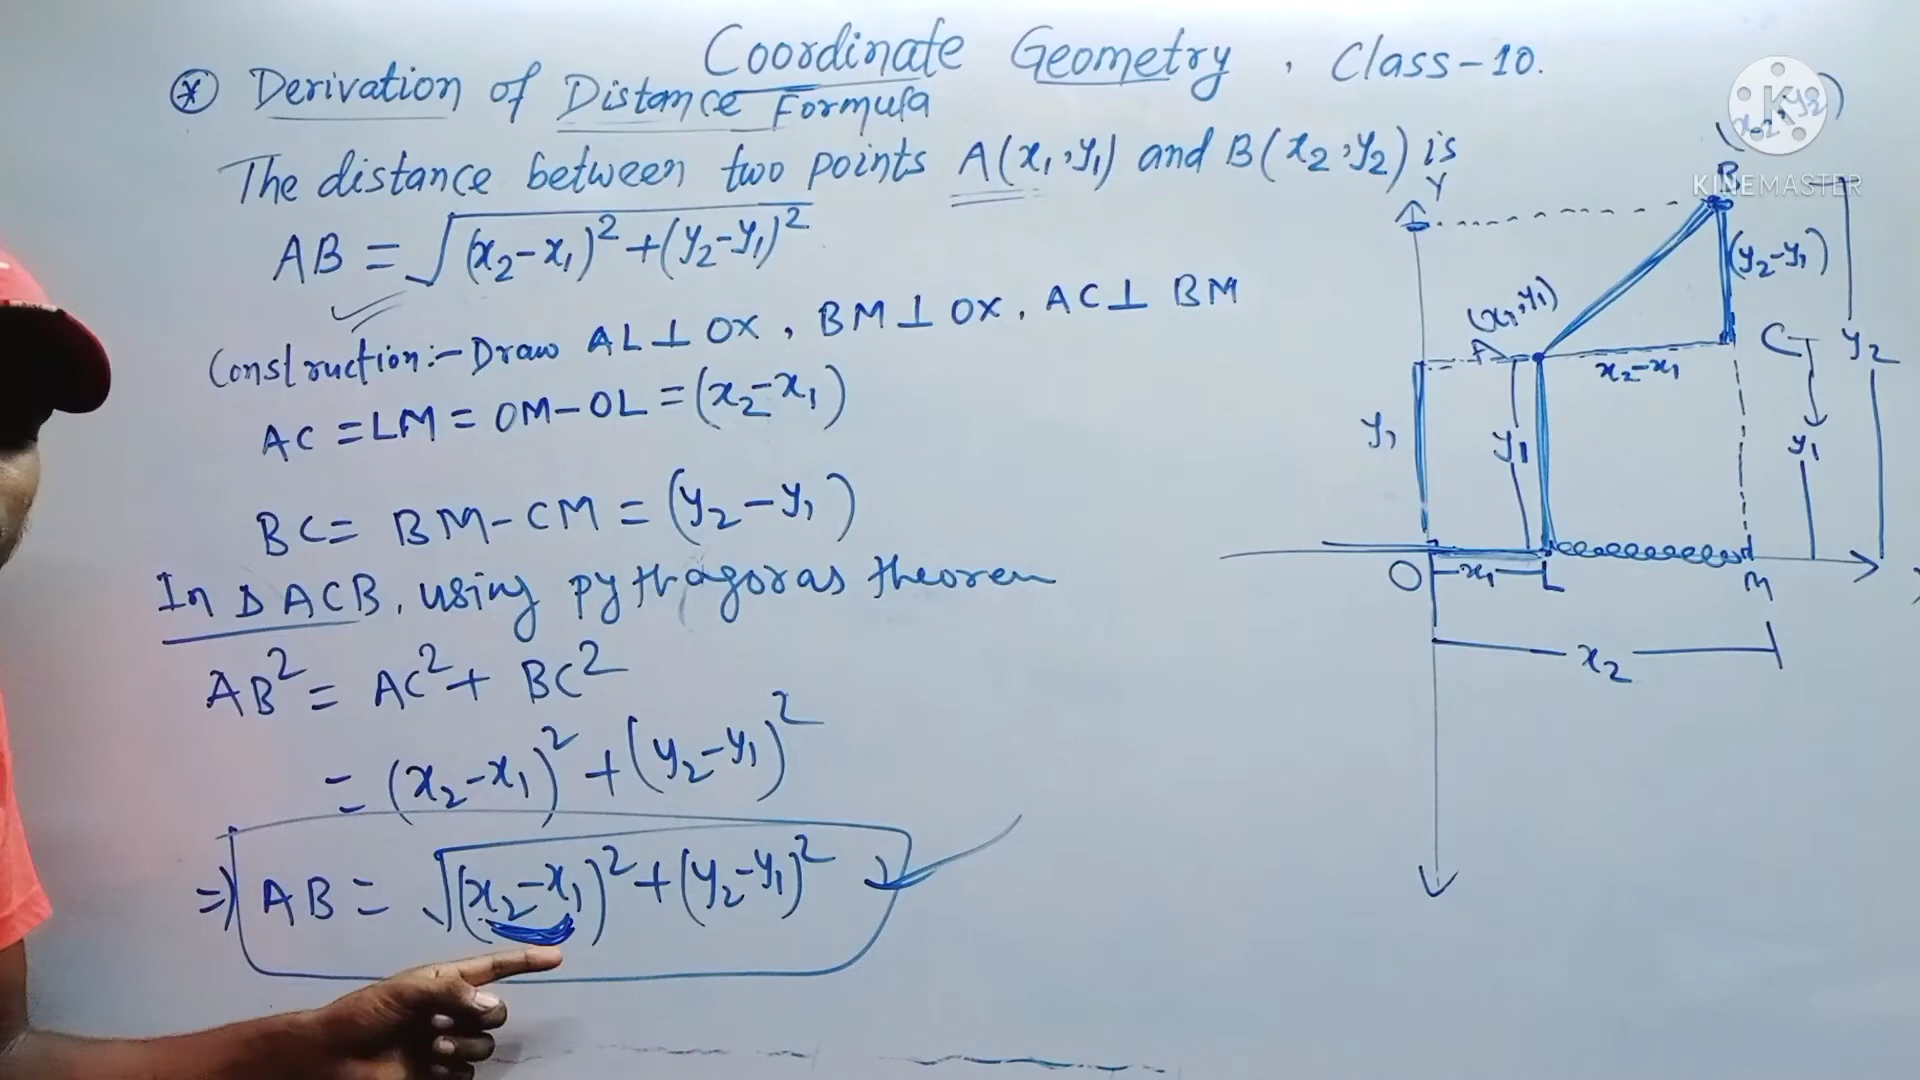 Coordinate Geometry, Class-10.
* Derivation of Distance Formula
The distance between two points A(x₁,y₁) and B(x₂,y₂) is
AB = √(x₂-x₁)²+(y₂-y₁)²
Construction:- Draw AL⊥OX, BM⊥OX, AC⊥BM
AC = LM = OM-OL = (x₂-x₁)
BC = BM-CM = (y₂-y₁)
In Δ ACB, using pythagoras theorem
AB² = AC² + BC²
= (x₂-x₁)² + (y₂-y₁)²
⇒ AB = √(x₂-x₁)²+(y₂-y₁)²
(x₂,y₂)
K
KINEMASTER
B
Y
(y₂-y₁)
(x₁,y₁)
A
C
y₂
x₂-x₁
y₁
y₁
y₁
O
x₁
L
M
x₂